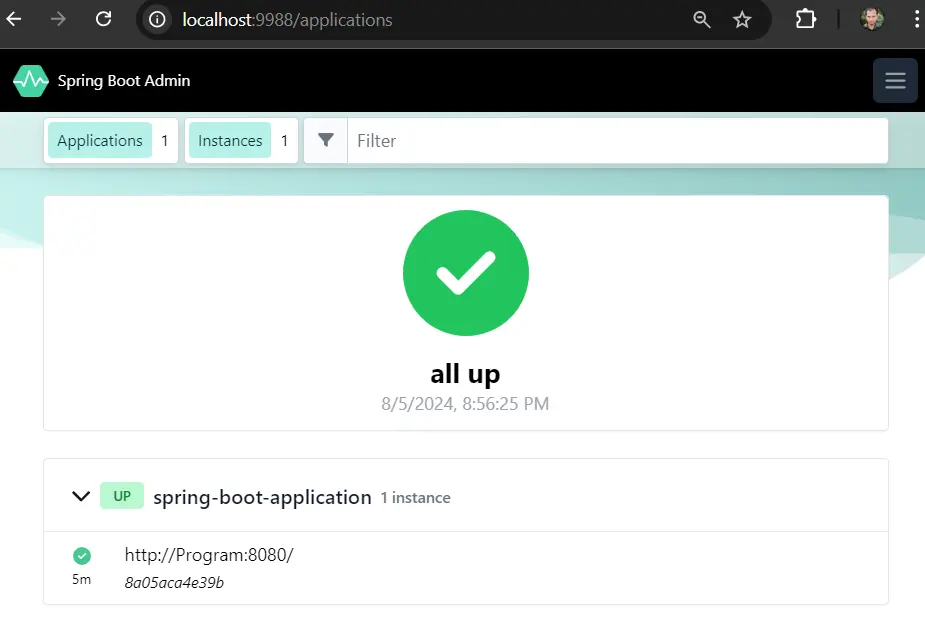 localhost:9988/applications
Spring Boot Admin
Applications 1 Instances 1 Filter
all up
8/5/2024, 8:56:25 PM
UP spring-boot-application 1 instance
http://Program:8080/
5m
8a05aca4e39b